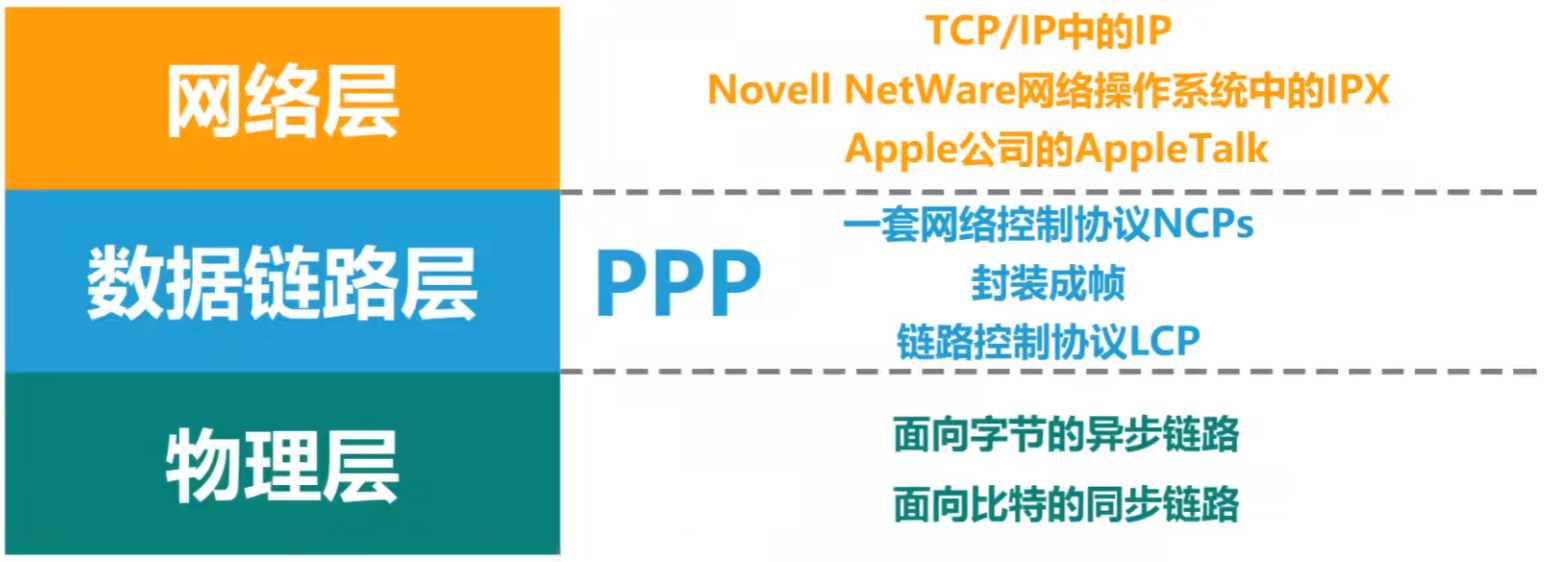 网络层
TCP/IP中的IP
Novell NetWare网络操作系统中的IPX
Apple公司的AppleTalk
数据链路层
PPP
一套网络控制协议NCPs
封装成帧
链路控制协议LCP
物理层
面向字节的异步链路
面向比特的同步链路